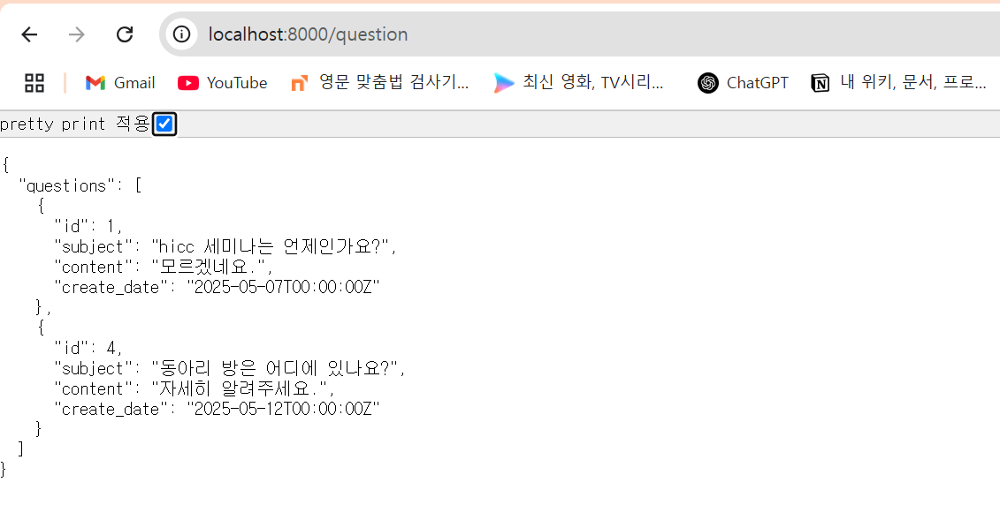 localhost:8000/question
Gmail YouTube 영문 맞춤법 검사기... 최신 영화, TV시리... ChatGPT 내 위키, 문서, 프로...
pretty print 적용
{
"questions": [
{
"id": 1,
"subject": "hicc 세미나는 언제인가요?",
"content": "모르겠네요.",
"create_date": "2025-05-07T00:00:00Z"
},
{
"id": 4,
"subject": "동아리 방은 어디에 있나요?",
"content": "자세히 알려주세요.",
"create_date": "2025-05-12T00:00:00Z"
}
]
}